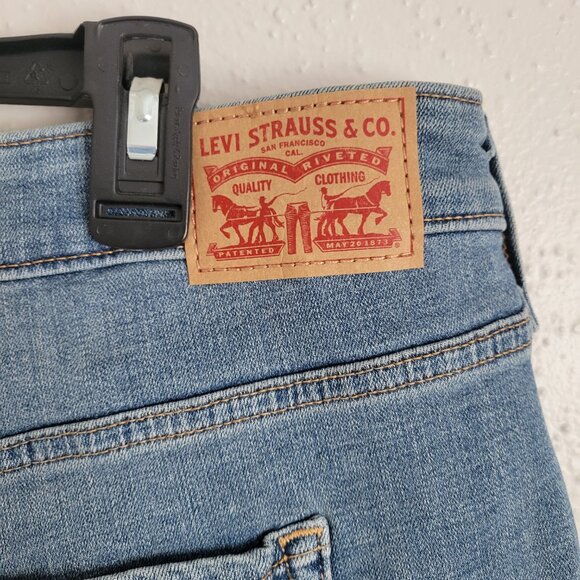 LEVI STRAUSS & CO.
SAN FRANCISCO
CAL.
ORIGINAL RIVETED
QUALITY CLOTHING
PATENTED MAY 20 1873
®